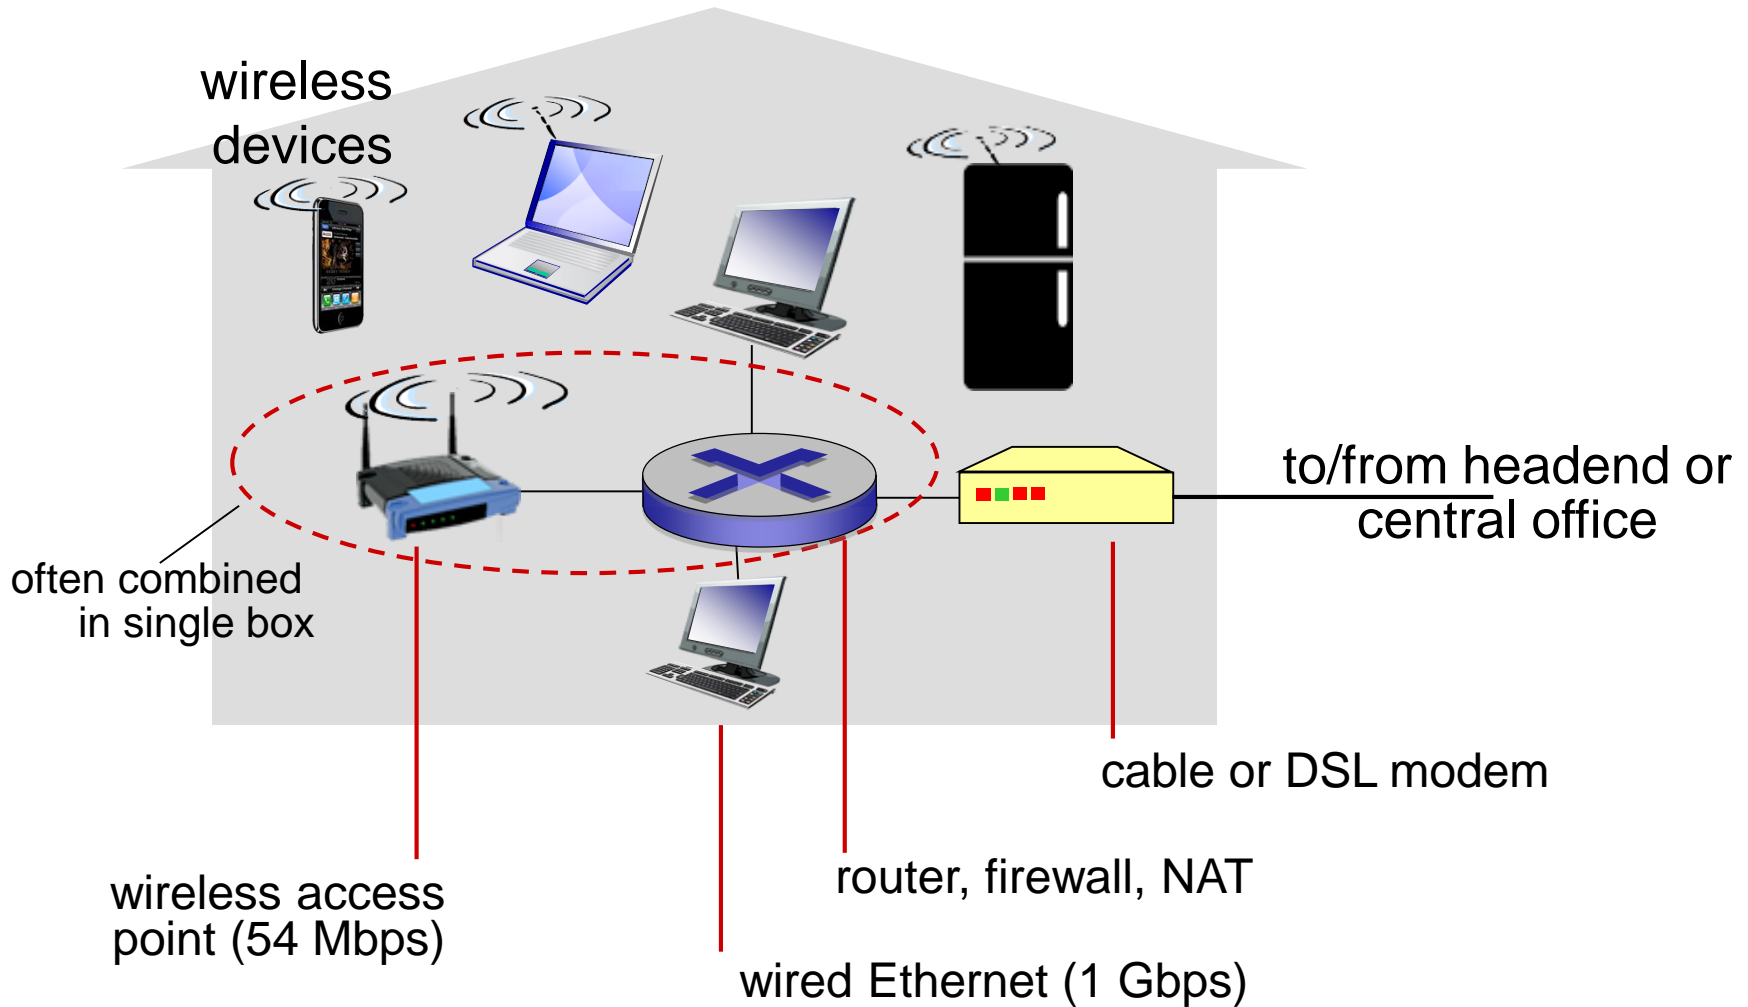 wireless
devices
to/from headend or
central office
often combined
in single box
cable or DSL modem
router, firewall, NAT
wireless access
point (54 Mbps)
wired Ethernet (1 Gbps)